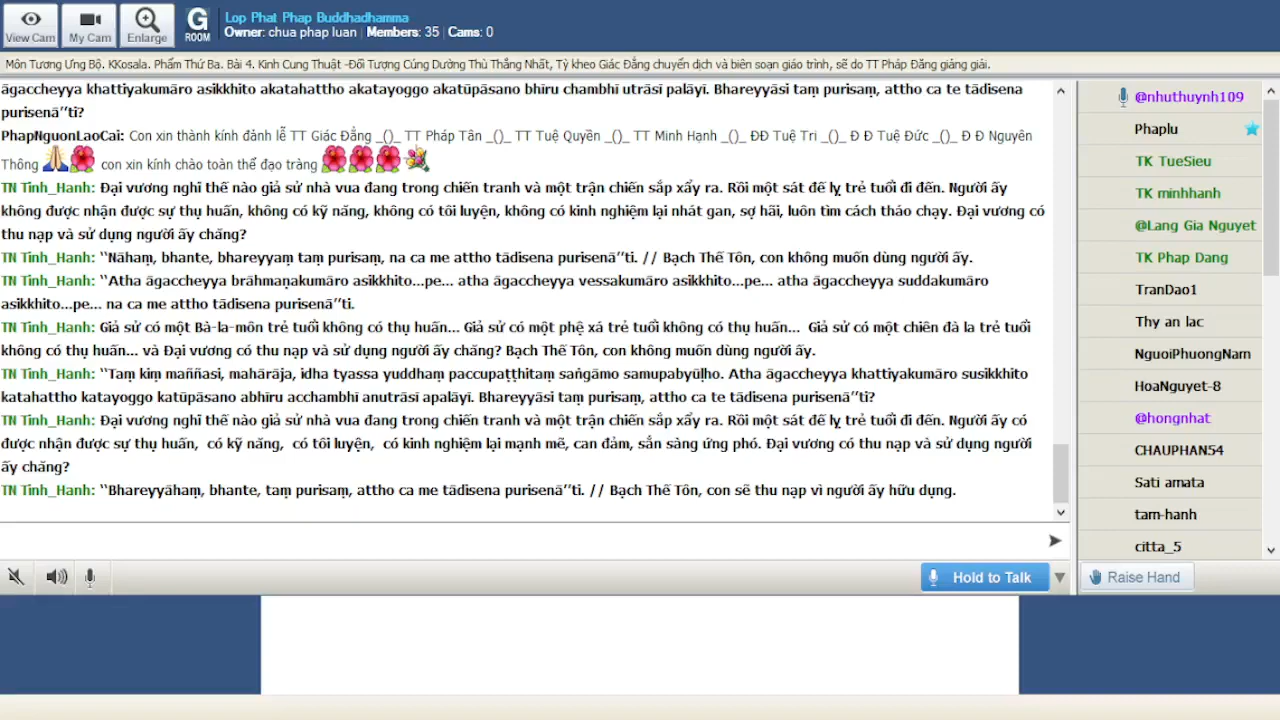 View Cam
My Cam
Enlarge
G
ROOM
Lop Phat Phap Buddhadhamma
Owner: chua phap luan | Members: 35 | Cams: 0
Môn Tương Ưng Bộ. KKosala. Phẩm Thứ Ba. Bài 4. Kinh Cung Thuật -Đối Tượng Cúng Dường Thù Thắng Nhất, Tỳ kheo Giác Đẳng chuyển dịch và biên soạn giáo trình, sẽ do TT Pháp Đăng giảng giải.
āgaccheyya khattiyakumāro asikkhito akatahattho akatayoggo akatūpāsano bhīru chambhī utrāsī palāyī. Bhareyyāsi taṃ purisaṃ, attho ca te tādisena
purisenā’’ti?
PhapNguonLaoCai: Con xin thành kính đảnh lễ TT Giác Đẳng _()_ TT Pháp Tân _()_ TT Tuệ Quyền _()_ TT Minh Hạnh _()_ ĐĐ Tuệ Tri _()_ Đ Đ Tuệ Đức _()_ Đ Đ Nguyên
Thông con xin kính chào toàn thể đạo tràng
TN Tinh_Hanh: Đại vương nghĩ thế nào giả sử nhà vua đang trong chiến tranh và một trận chiến sắp xẩy ra. Rồi một sát đế lỵ trẻ tuổi đi đến. Người ấy
không được nhận được sự thụ huấn, không có kỹ năng, không có tôi luyện, không có kinh nghiệm lại nhát gan, sợ hãi, luôn tìm cách tháo chạy. Đại vương có
thu nạp và sử dụng người ấy chăng?
TN Tinh_Hanh: ‘‘Nāhaṃ, bhante, bhareyyaṃ taṃ purisaṃ, na ca me attho tādisena purisenā’’ti. // Bạch Thế Tôn, con không muốn dùng người ấy.
TN Tinh_Hanh: ‘‘Atha āgaccheyya brāhmaṇakumāro asikkhito...pe... atha āgaccheyya vessakumāro asikkhito...pe... atha āgaccheyya suddakumāro
asikkhito...pe... na ca me attho tādisena purisenā’’ti.
TN Tinh_Hanh: Giả sử có một Bà-la-môn trẻ tuổi không có thụ huấn... Giả sử có một phệ xá trẻ tuổi không có thụ huấn... Giả sử có một chiên đà la trẻ tuổi
không có thụ huấn... và Đại vương có thu nạp và sử dụng người ấy chăng? Bạch Thế Tôn, con không muốn dùng người ấy.
TN Tinh_Hanh: ‘‘Taṃ kiṃ maññasi, mahārāja, idha tyassa yuddhaṃ paccupaṭṭhitaṃ saṅgāmo samupabyūḷho. Atha āgaccheyya khattiyakumāro susikkhito
katahattho katayoggo katūpāsano abhīru acchambhī anutrāsī apalāyī. Bhareyyāsi taṃ purisaṃ, attho ca te tādisena purisenā’’ti?
TN Tinh_Hanh: Đại vương nghĩ thế nào giả sử nhà vua đang trong chiến tranh và một trận chiến sắp xẩy ra. Rồi một sát đế lỵ trẻ tuổi đi đến. Người ấy có
được nhận được sự thụ huấn, có kỹ năng, có tôi luyện, có kinh nghiệm lại mạnh mẽ, can đảm, sẳn sàng ứng phó. Đại vương có thu nạp và sử dụng người
ấy chăng?
TN Tinh_Hanh: ‘‘Bhareyyāhaṃ, bhante, taṃ purisaṃ, attho ca me tādisena purisenā’’ti. // Bạch Thế Tôn, con sẽ thu nạp vì người ấy hữu dụng.
@nhuthuynh109
Phaplu
TK TueSieu
TK minhhanh
@Lang Gia Nguyet
TK Phap Dang
TranDao1
Thy an lac
NguoiPhuongNam
HoaNguyet-8
@hongnhat
CHAUPHAN54
Sati amata
tam-hanh
citta_5
Hold to Talk
Raise Hand